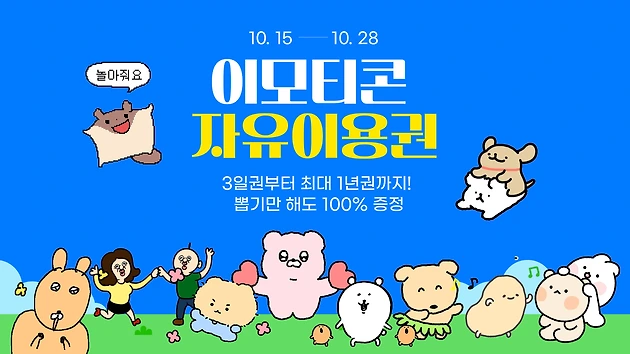 10. 15 — 10. 28
놀아줘요
이모티콘
자유이용권
3일권부터 최대 1년권까지!
뽑기만 해도 100% 증정